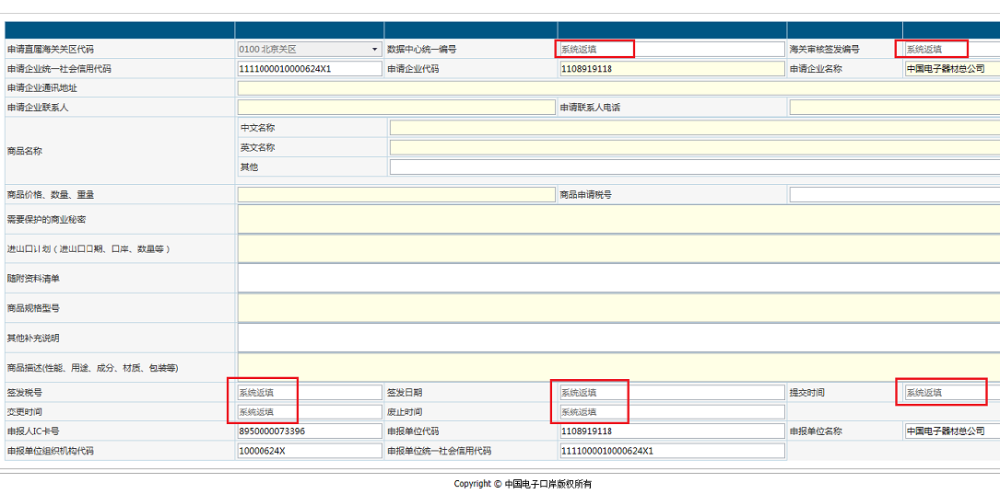 申请直属海关关区代码 0100 北京关区 数据中心统一编号 系统返填 海关审核签发编号 系统返填
申请企业统一社会信用代码 1111000010000624X1 申请企业代码 1108919118 申请企业名称 中国电子器材总公司
申请企业通讯地址
申请企业联系人 申请联系人电话
商品名称
中文名称
英文名称
其他
商品价格、数量、重量 商品申请税号
需要保护的商业秘密
进出口计划（进出口日期、口岸、数量等）
随附资料清单
商品规格型号
其他补充说明
商品描述(性能、用途、成分、材质、包装等)
签发税号 系统返填 签发日期 系统返填 提交时间 系统返填
变更时间 系统返填 废止时间 系统返填
申报人IC卡号 8950000073396 申报单位代码 1108919118 申报单位名称 中国电子器材总公司
申报单位组织机构代码 10000624X 申报单位统一社会信用代码 1111000010000624X1
Copyright © 中国电子口岸版权所有